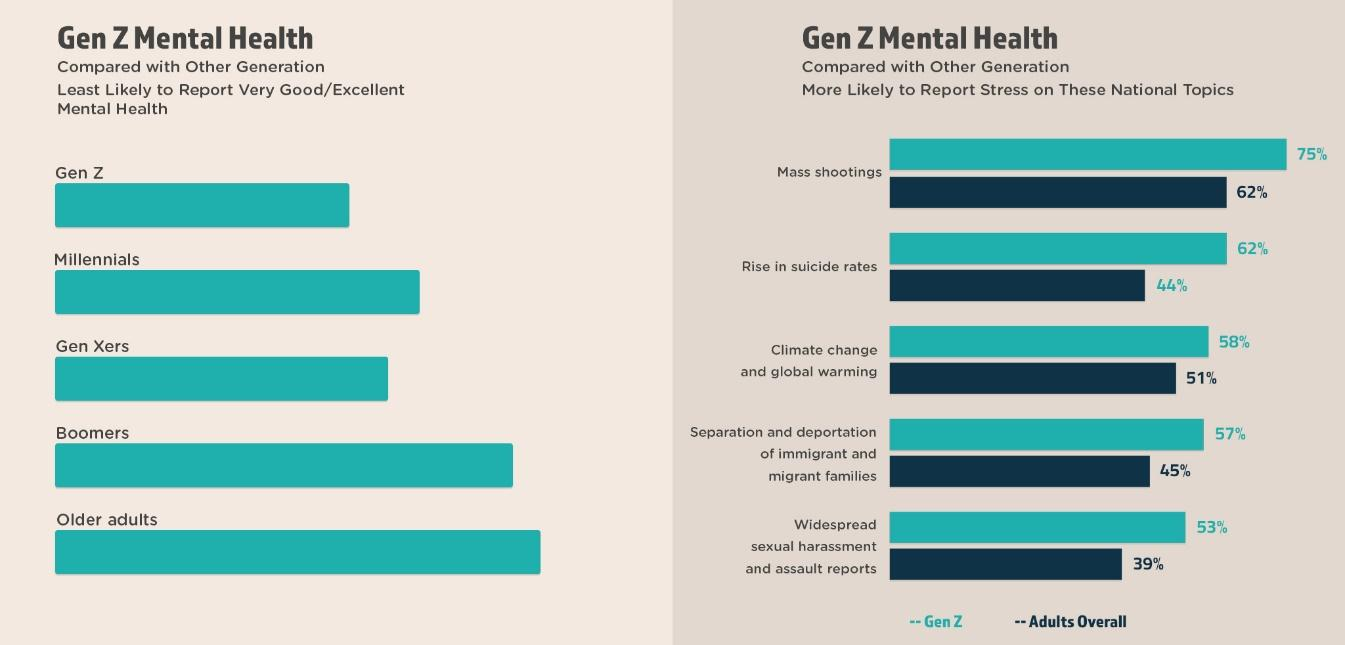 Gen Z Mental Health
Compared with Other Generation
Least Likely to Report Very Good/Excellent
Mental Health
Gen Z
Millennials
Gen Xers
Boomers
Older adults
Gen Z Mental Health
Compared with Other Generation
More Likely to Report Stress on These National Topics
Mass shootings
75%
62%
Rise in suicide rates
62%
44%
Climate change
and global warming
58%
51%
Separation and deportation
of immigrant and
migrant families
57%
45%
Widespread
sexual harassment
and assault reports
53%
39%
-- Gen Z
-- Adults Overall